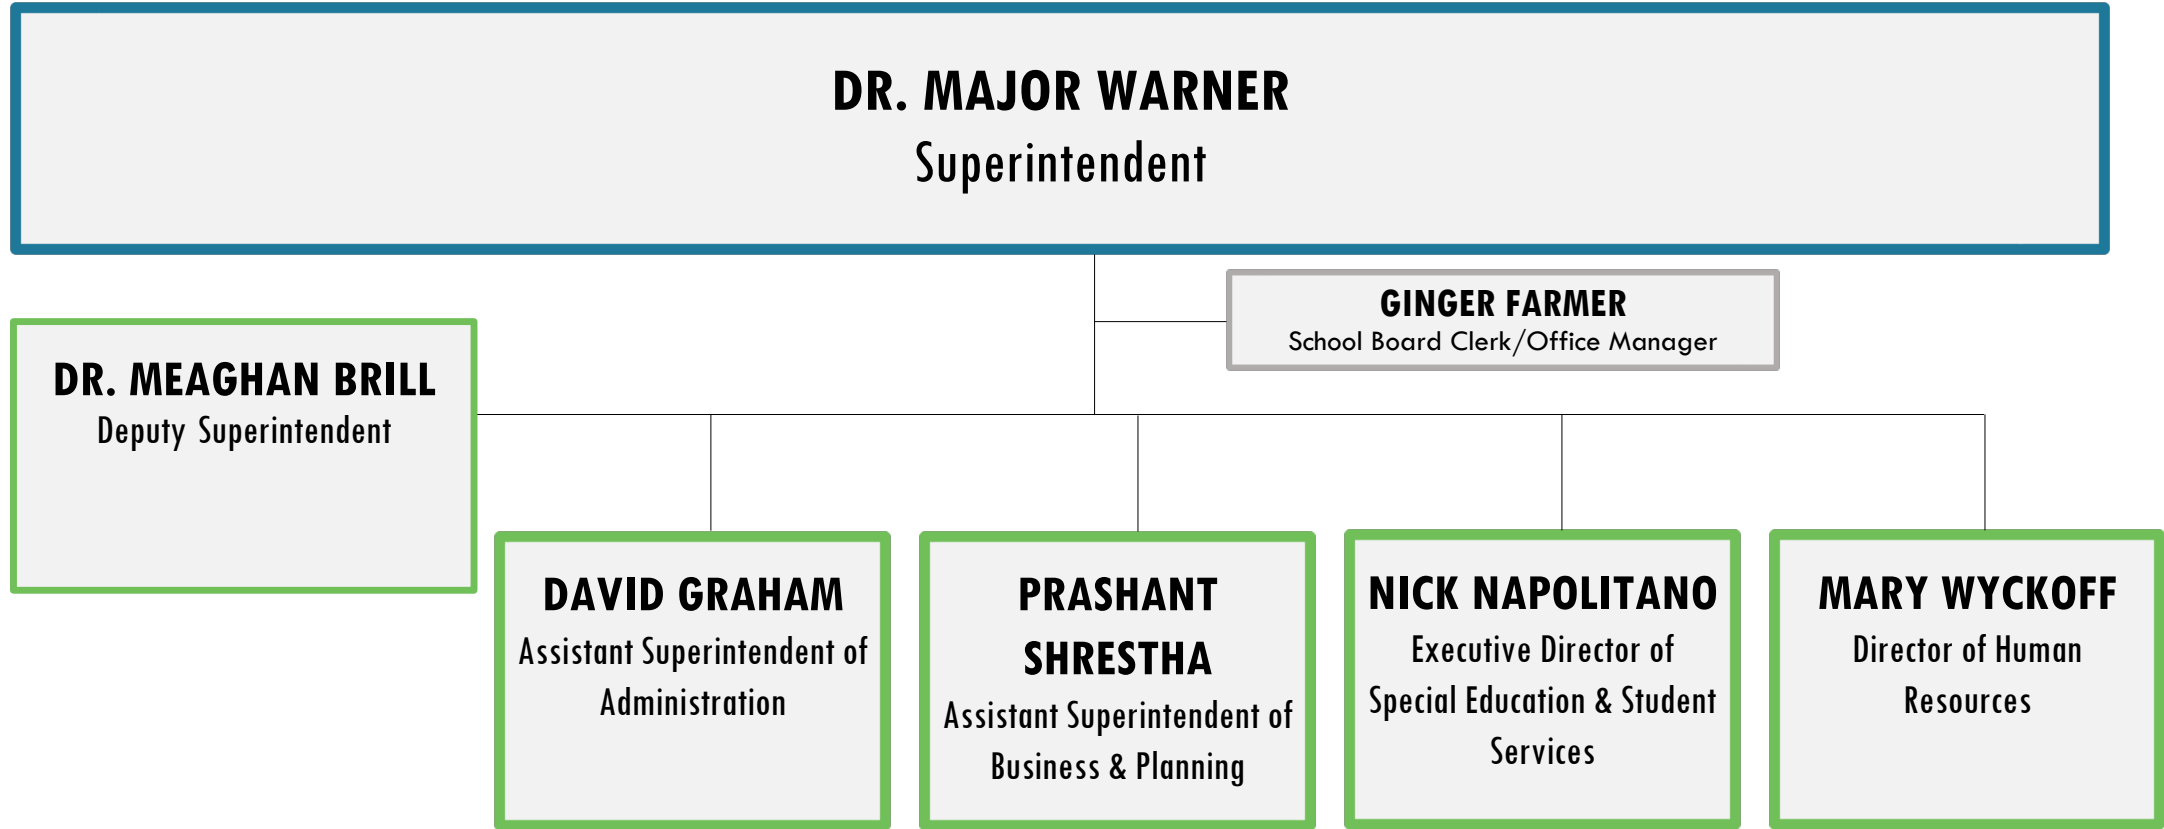 DR. MAJOR WARNER
Superintendent
GINGER FARMER
School Board Clerk/Office Manager
DR. MEAGHAN BRILL
Deputy Superintendent
DAVID GRAHAM
Assistant Superintendent of
Administration
PRASHANT
SHRESTHA
Assistant Superintendent of
Business & Planning
NICK NAPOLITANO
Executive Director of
Special Education & Student
Services
MARY WYCKOFF
Director of Human
Resources